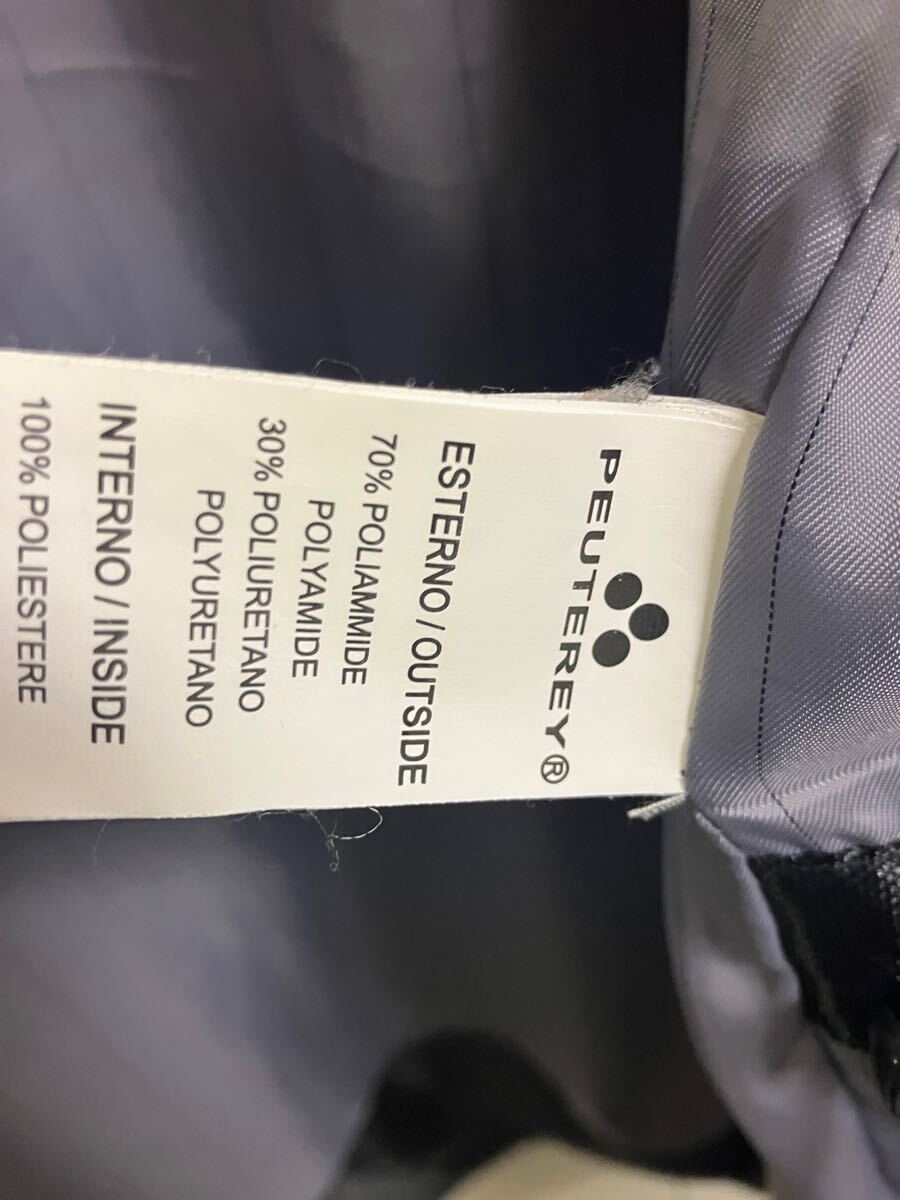 PEUTEREY®
ESTERNO / OUTSIDE
70% POLIAMMIDE
POLYAMIDE
30% POLIURETANO
POLYURETANO
INTERNO / INSIDE
100% POLIESTERE